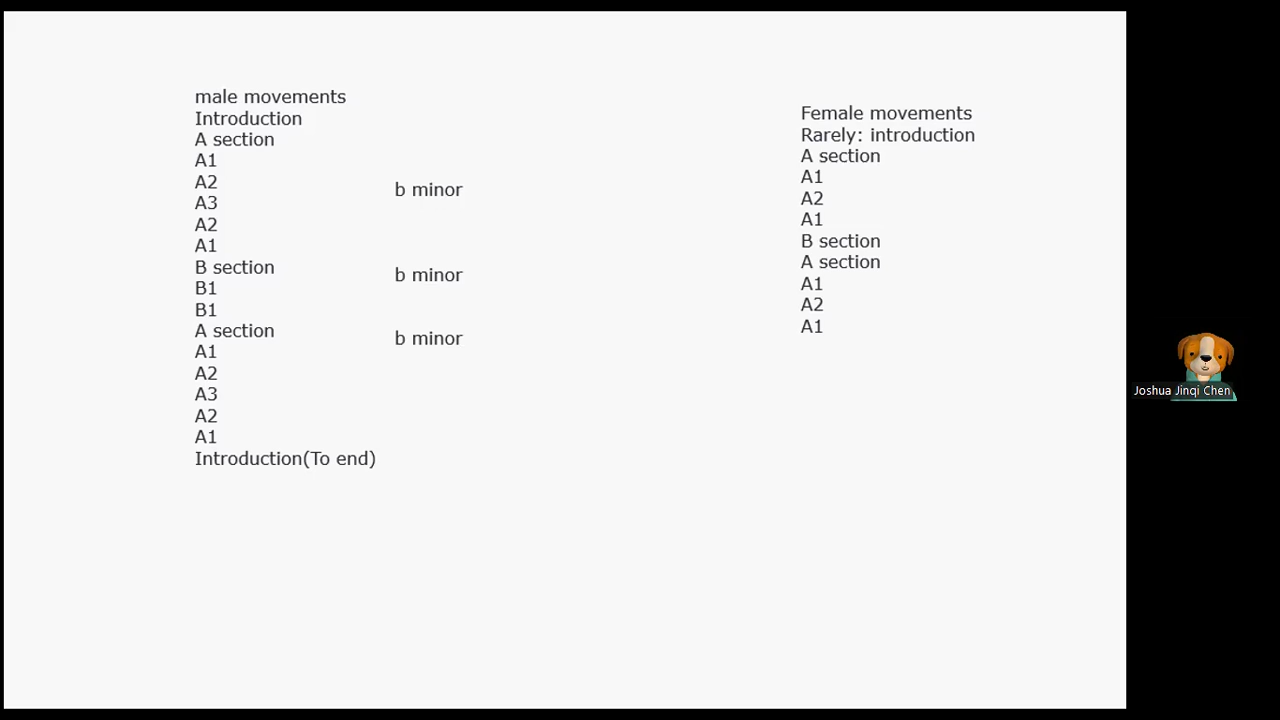 male movements
Introduction
A section
A1
A2
A3
A2
A1
B section
B1
B1
A section
A1
A2
A3
A2
A1
Introduction(To end)
b minor
b minor
b minor
Female movements
Rarely: introduction
A section
A1
A2
A1
B section
A section
A1
A2
A1
Joshua Jinqi Chen